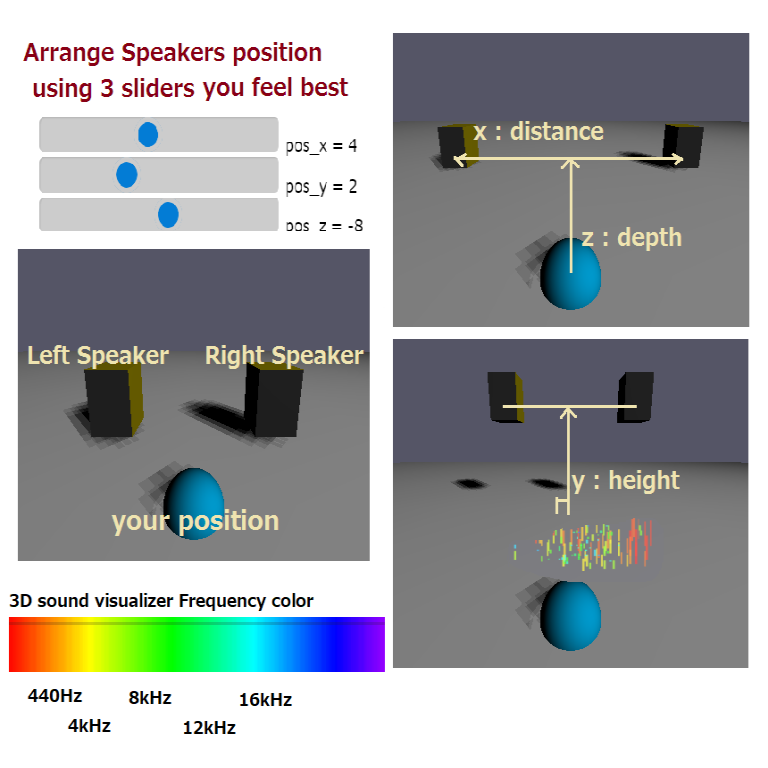 Arrange Speakers position
using 3 sliders you feel best
pos_x = 4
pos_y = 2
pos_z = -8
Left Speaker
Right Speaker
your position
x : distance
z : depth
y : height
3D sound visualizer Frequency color
440Hz
8kHz
16kHz
4kHz
12kHz